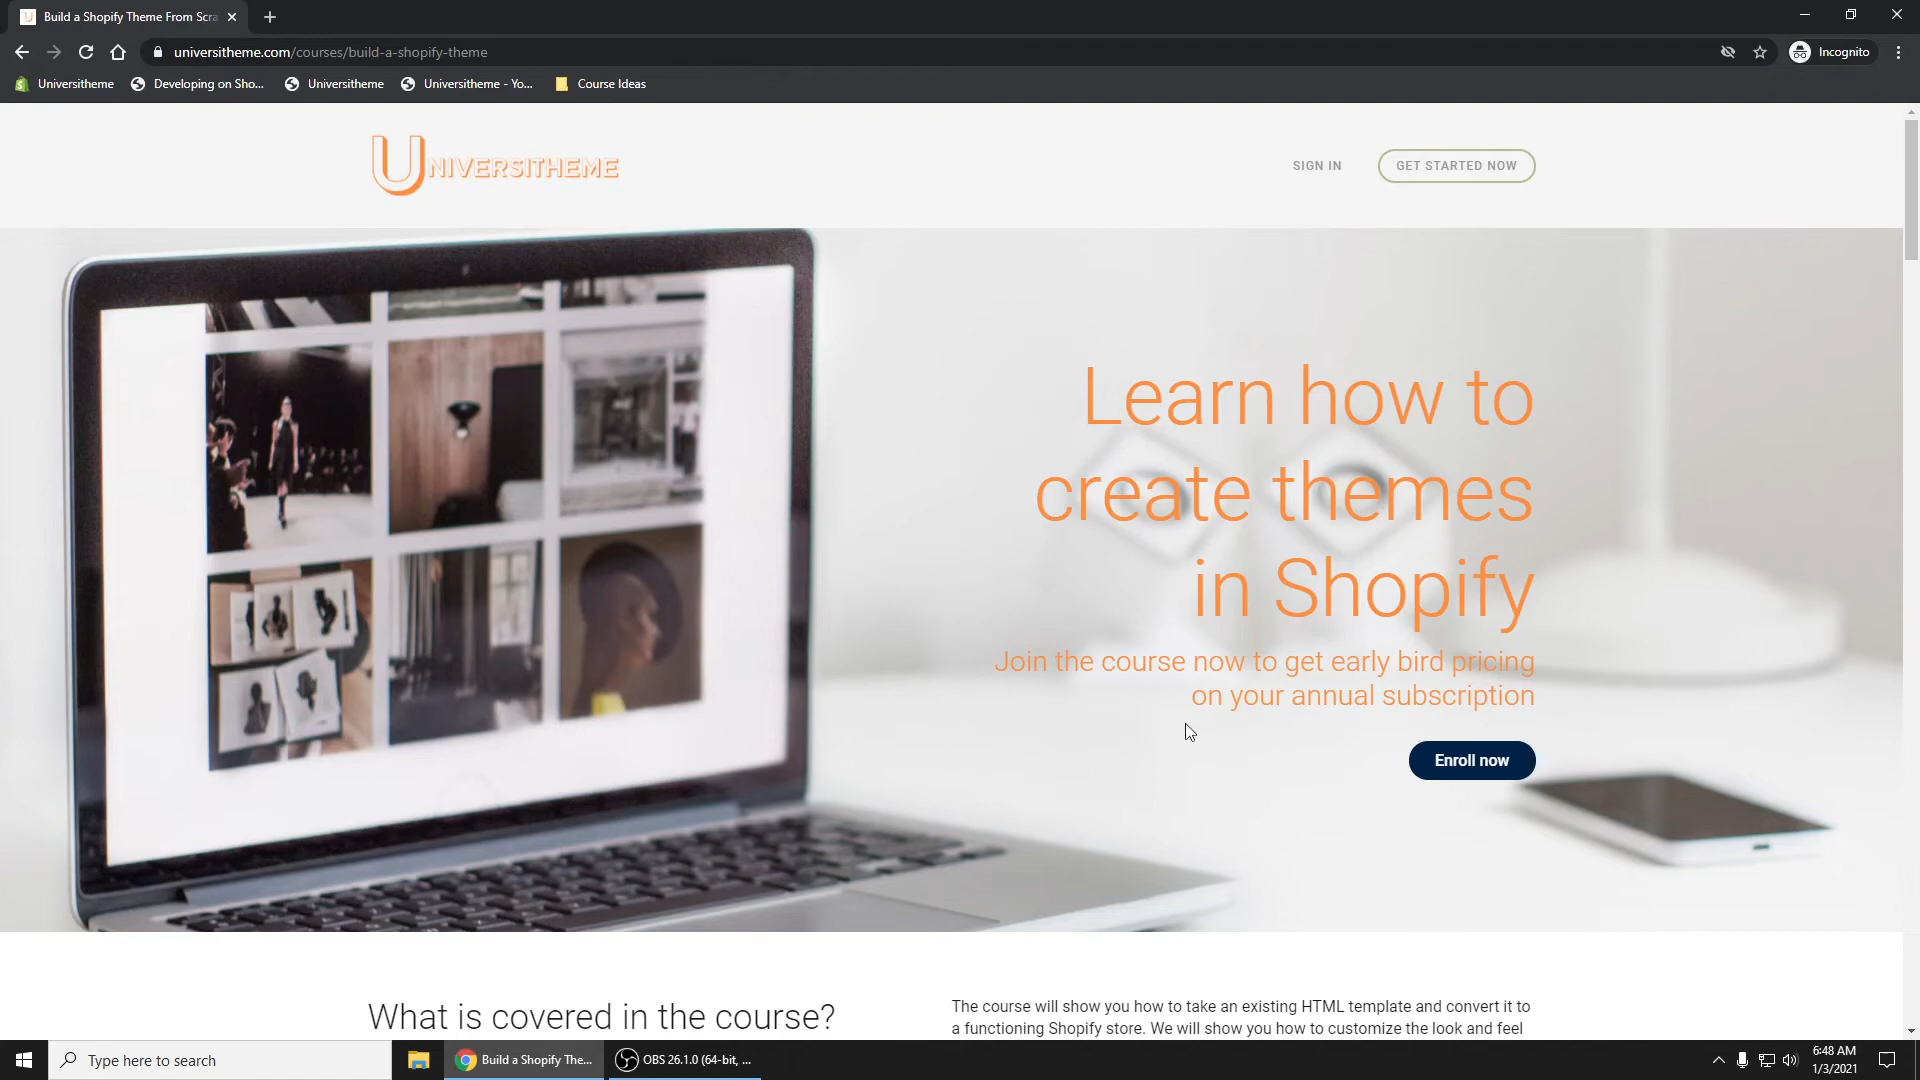 Build a Shopify Theme From Scra
universitheme.com/courses/build-a-shopify-theme
Incognito
Universitheme
Developing on Sho...
Universitheme
Universitheme - Yo...
Course Ideas
UNIVERSITHEME
SIGN IN
GET STARTED NOW
Learn how to
create themes
in Shopify
Join the course now to get early bird pricing
on your annual subscription
Enroll now
What is covered in the course?
The course will show you how to take an existing HTML template and convert it to
a functioning Shopify store. We will show you how to customize the look and feel
Type here to search
Build a Shopify The...
OBS 26.1.0 (64-bit, ...
6:48 AM
1/3/2021